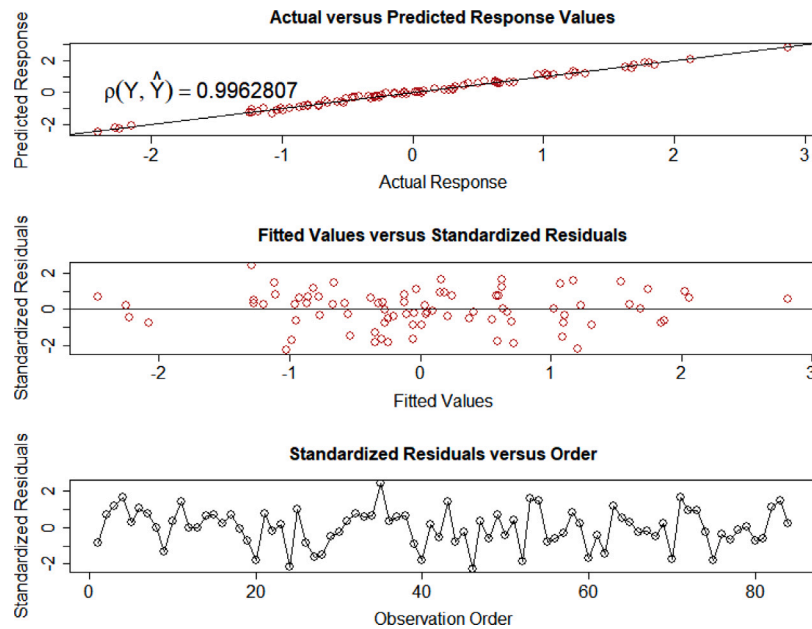 Actual versus Predicted Response Values
Predicted Response
2
0
-2
ρ(Y, Ŷ) = 0.9962807
-2 -1 0 1 2 3
Actual Response
Fitted Values versus Standardized Residuals
Standardized Residuals
2
0
-2
-2 -1 0 1 2 3
Fitted Values
Standardized Residuals versus Order
Standardized Residuals
2
0
-2
0 20 40 60 80
Observation Order